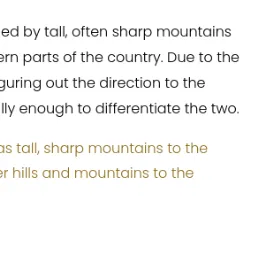 ed by tall, often sharp mountains
ern parts of the country. Due to the
guring out the direction to the
lly enough to differentiate the two.
as tall, sharp mountains to the
er hills and mountains to the